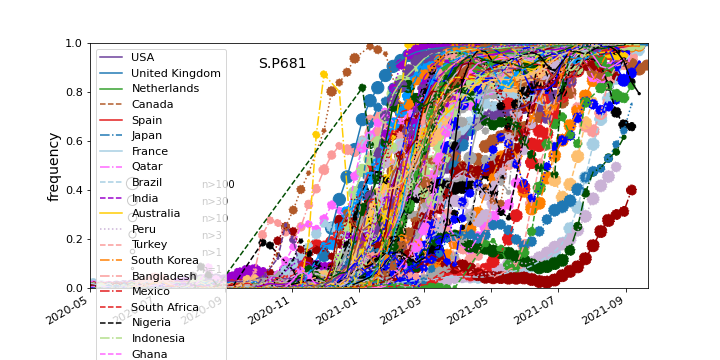 S.P681
frequency
1.0
0.8
0.6
0.4
0.2
0.0
USA
United Kingdom
Netherlands
Canada
Spain
Japan
France
Qatar
Brazil
India
Australia
Peru
Turkey
South Korea
Bangladesh
Mexico
South Africa
Nigeria
Indonesia
Ghana
n>100
n>30
n>10
n>3
n>1
2020-05
2020-09
2020-11
2021-01
2021-03
2021-05
2021-07
2021-09